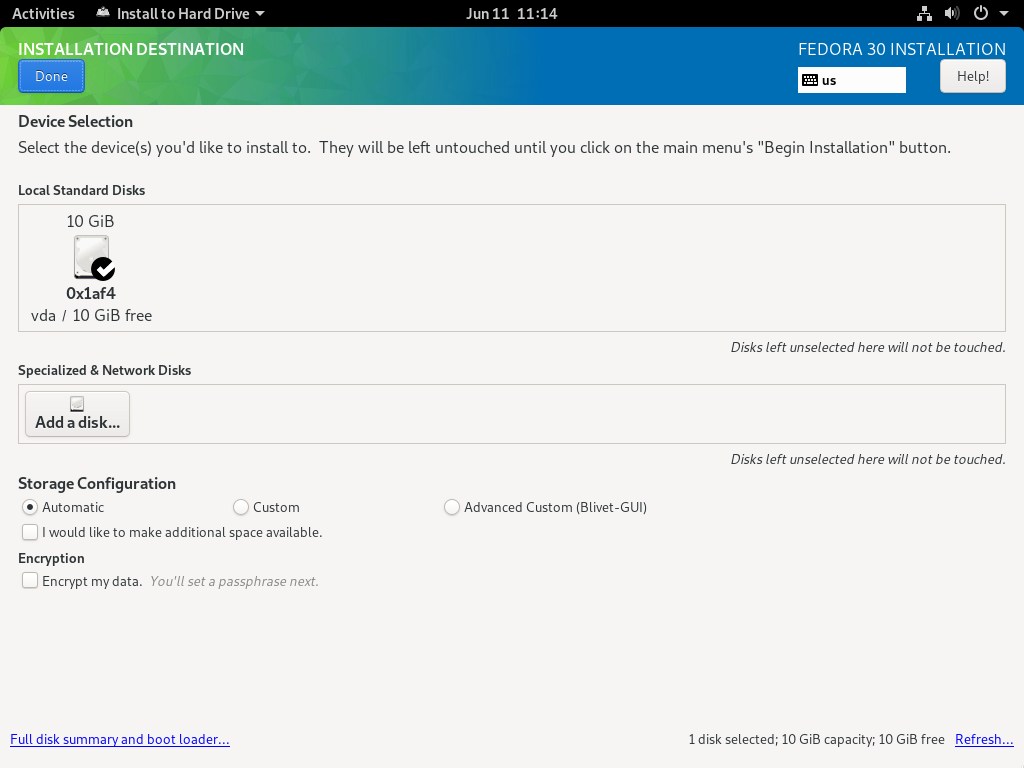 Activities Install to Hard Drive Jun 11 11:14
INSTALLATION DESTINATION FEDORA 30 INSTALLATION
Done us Help!
Device Selection
Select the device(s) you'd like to install to. They will be left untouched until you click on the main menu's "Begin Installation" button.
Local Standard Disks
10 GiB
0x1af4
vda / 10 GiB free
Disks left unselected here will not be touched.
Specialized & Network Disks
Add a disk...
Disks left unselected here will not be touched.
Storage Configuration
Automatic Custom Advanced Custom (Blivet-GUI)
I would like to make additional space available.
Encryption
Encrypt my data. You'll set a passphrase next.
Full disk summary and boot loader... 1 disk selected; 10 GiB capacity; 10 GiB free Refresh...